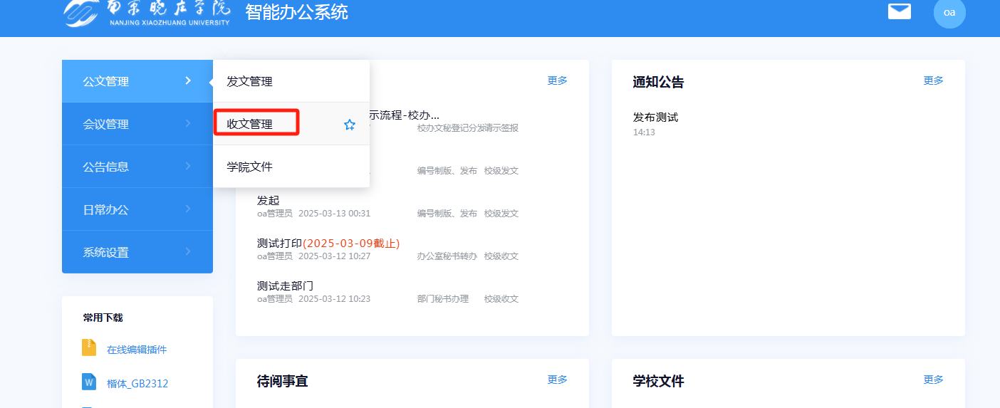 南京晓庄学院
NANJING XIAOZHUANG UNIVERSITY
智能办公系统
oa
公文管理
会议管理
公告信息
日常办公
系统设置
发文管理
收文管理
学院文件
更多
示流程-校办...
校办文秘登记分发请示签报
编号制版、发布 校级发文
发起
oa管理员 2025-03-13 00:31 编号制版、发布 校级发文
测试打印(2025-03-09截止)
oa管理员 2025-03-12 10:27 办公室秘书转办 校级收文
测试走部门
oa管理员 2025-03-12 10:23 部门秘书办理 校级收文
通知公告 更多
发布测试
14:13
常用下载
在线编辑插件
W 楷体_GB2312
待阅事宜 更多
学校文件 更多